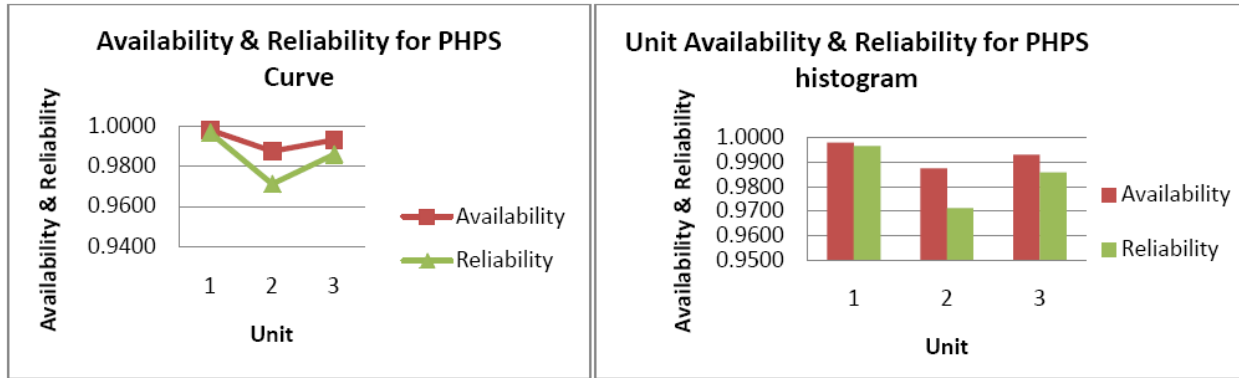 Availability & Reliability for PHPS
Curve
Availability & Reliability
1.0000
0.9800
0.9600
0.9400
1 2 3
Unit
Availability
Reliability
Unit Availability & Reliability for PHPS
histogram
Availability & Reliability
1.0000
0.9900
0.9800
0.9700
0.9600
0.9500
1 2 3
Unit
Availability
Reliability